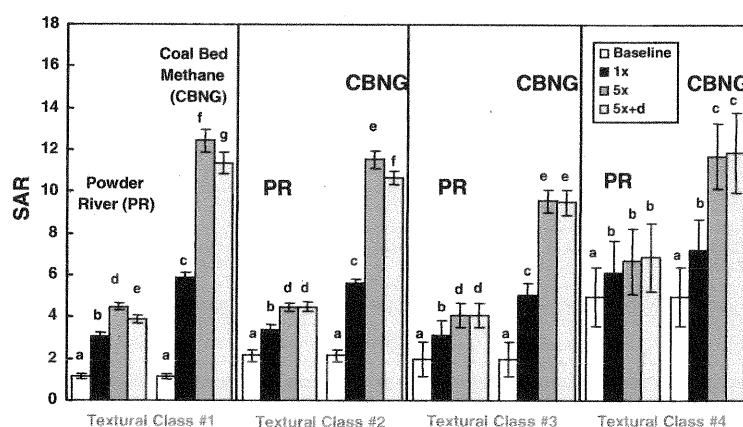 SAR
18
16
14
12
10
8
6
4
2
0
Coal Bed
Methane
(CBNG)
Powder
River (PR)
a
b
d
e
a
c
f
g
Textural Class #1
CBNG
PR
a
b
d
d
a
c
e
f
Textural Class #2
CBNG
PR
a
b
d
d
a
c
e
e
Textural Class #3
Baseline
1x
5x
5x+d
CBNG
PR
a
b
b
b
a
b
c
c
Textural Class #4